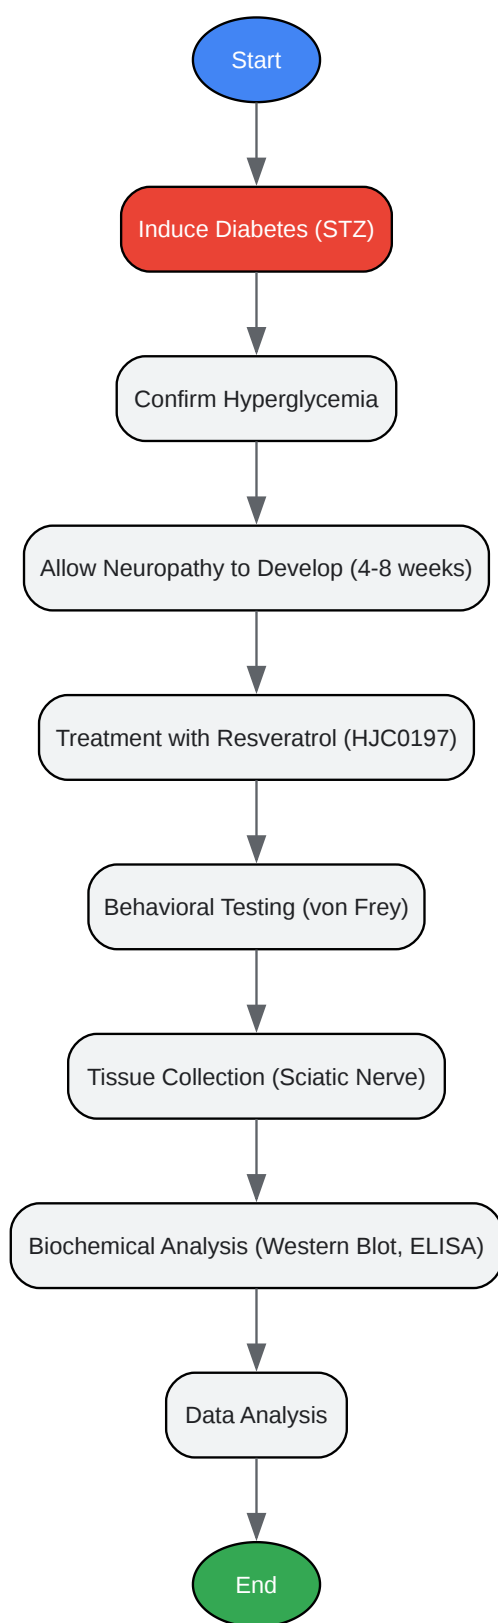 Start
Induce Diabetes (STZ)
Confirm Hyperglycemia
Allow Neuropathy to Develop (4-8 weeks)
Treatment with Resveratrol (HJC0197)
Behavioral Testing (von Frey)
Tissue Collection (Sciatic Nerve)
Biochemical Analysis (Western Blot, ELISA)
Data Analysis
End